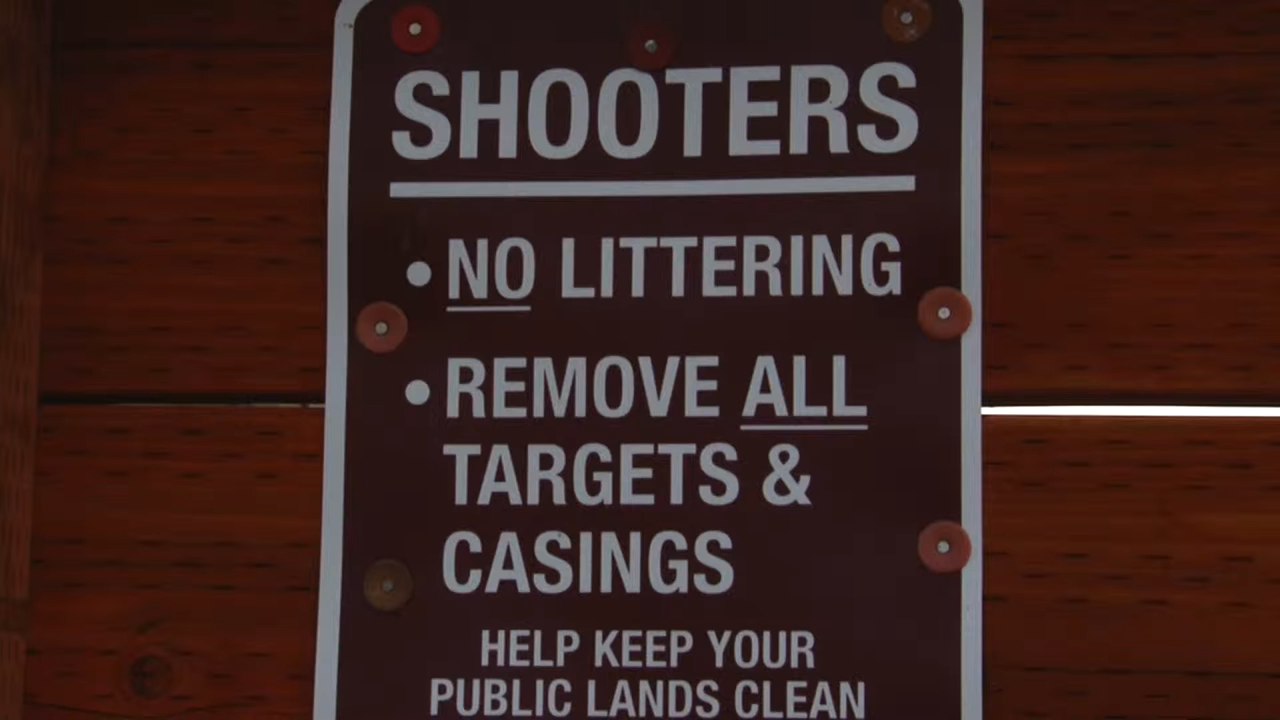 SHOOTERS
• NO LITTERING
• REMOVE ALL
TARGETS &
CASINGS
HELP KEEP YOUR
PUBLIC LANDS CLEAN